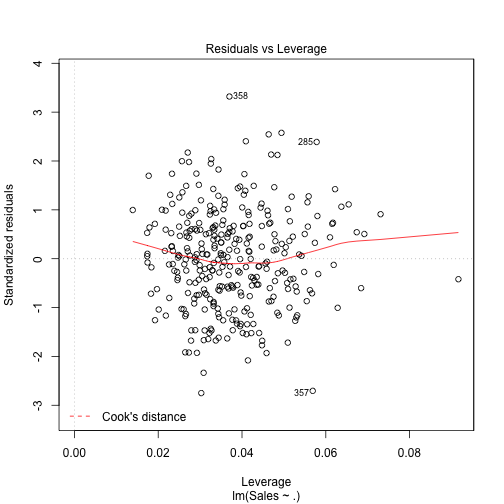 Residuals vs Leverage
Standardized residuals
4
3
2
1
0
-1
-2
-3
358
285
357
Cook's distance
0.00 0.02 0.04 0.06 0.08
Leverage
lm(Sales ~ .)